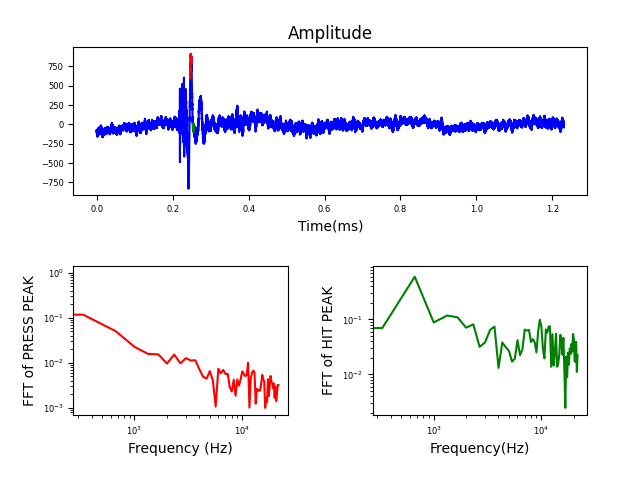 Amplitude
750
500
250
0
−250
−500
−750
0.0 0.2 0.4 0.6 0.8 1.0 1.2
Time(ms)
FFT of PRESS PEAK
10⁰
10⁻¹
10⁻²
10⁻³
10³ 10⁴
Frequency (Hz)
FFT of HIT PEAK
10⁻¹
10⁻²
10³ 10⁴
Frequency(Hz)